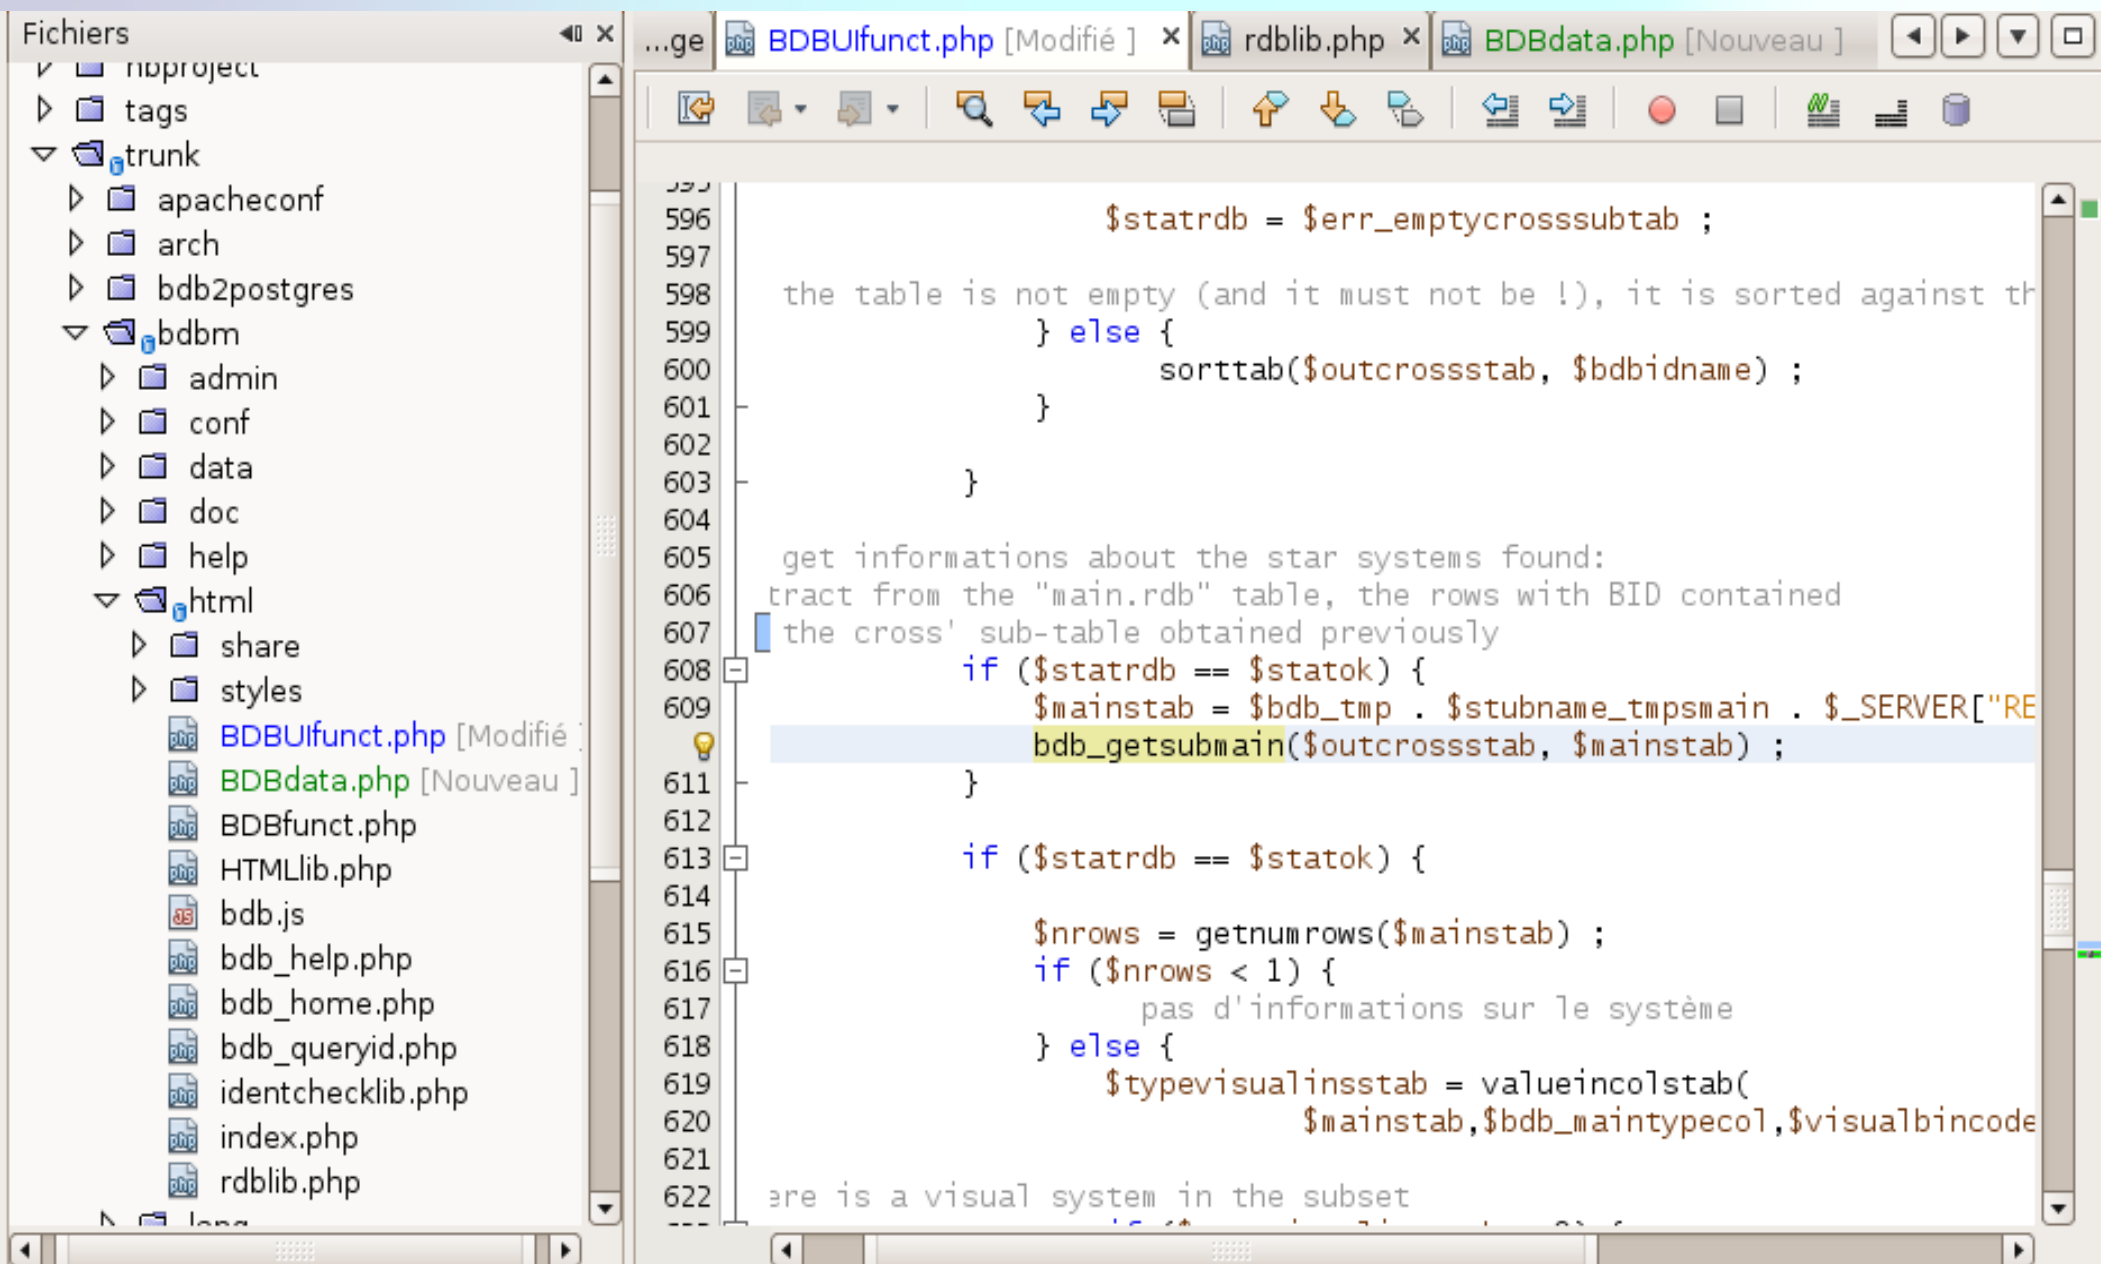 Fichiers
nbproject
tags
trunk
apacheconf
arch
bdb2postgres
bdbm
admin
conf
data
doc
help
html
share
styles
BDBUIfunct.php [Modifié ]
BDBdata.php [Nouveau ]
BDBfunct.php
HTMLlib.php
bdb.js
bdb_help.php
bdb_home.php
bdb_queryid.php
identchecklib.php
index.php
rdblib.php
lang
...ge BDBUIfunct.php [Modifié ] rdblib.php BDBdata.php [Nouveau ]
595
596 $statrdb = $err_emptycrosssubtab ;
597
598 the table is not empty (and it must not be !), it is sorted against th
599 } else {
600 sorttab($outcrossstab, $bdbidname) ;
601 }
602
603 }
604
605 get informations about the star systems found:
606 tract from the "main.rdb" table, the rows with BID contained
607 the cross' sub-table obtained previously
608 if ($statrdb == $statok) {
609 $mainstab = $bdb_tmp . $stubname_tmpsmain . $_SERVER["RE
bdb_getsubmain($outcrossstab, $mainstab) ;
611 }
612
613 if ($statrdb == $statok) {
614
615 $nrows = getnumrows($mainstab) ;
616 if ($nrows < 1) {
617 pas d'informations sur le système
618 } else {
619 $typevisualinsstab = valueincolstab(
620 $mainstab,$bdb_maintypecol,$visualbincode
621
622 ere is a visual system in the subset